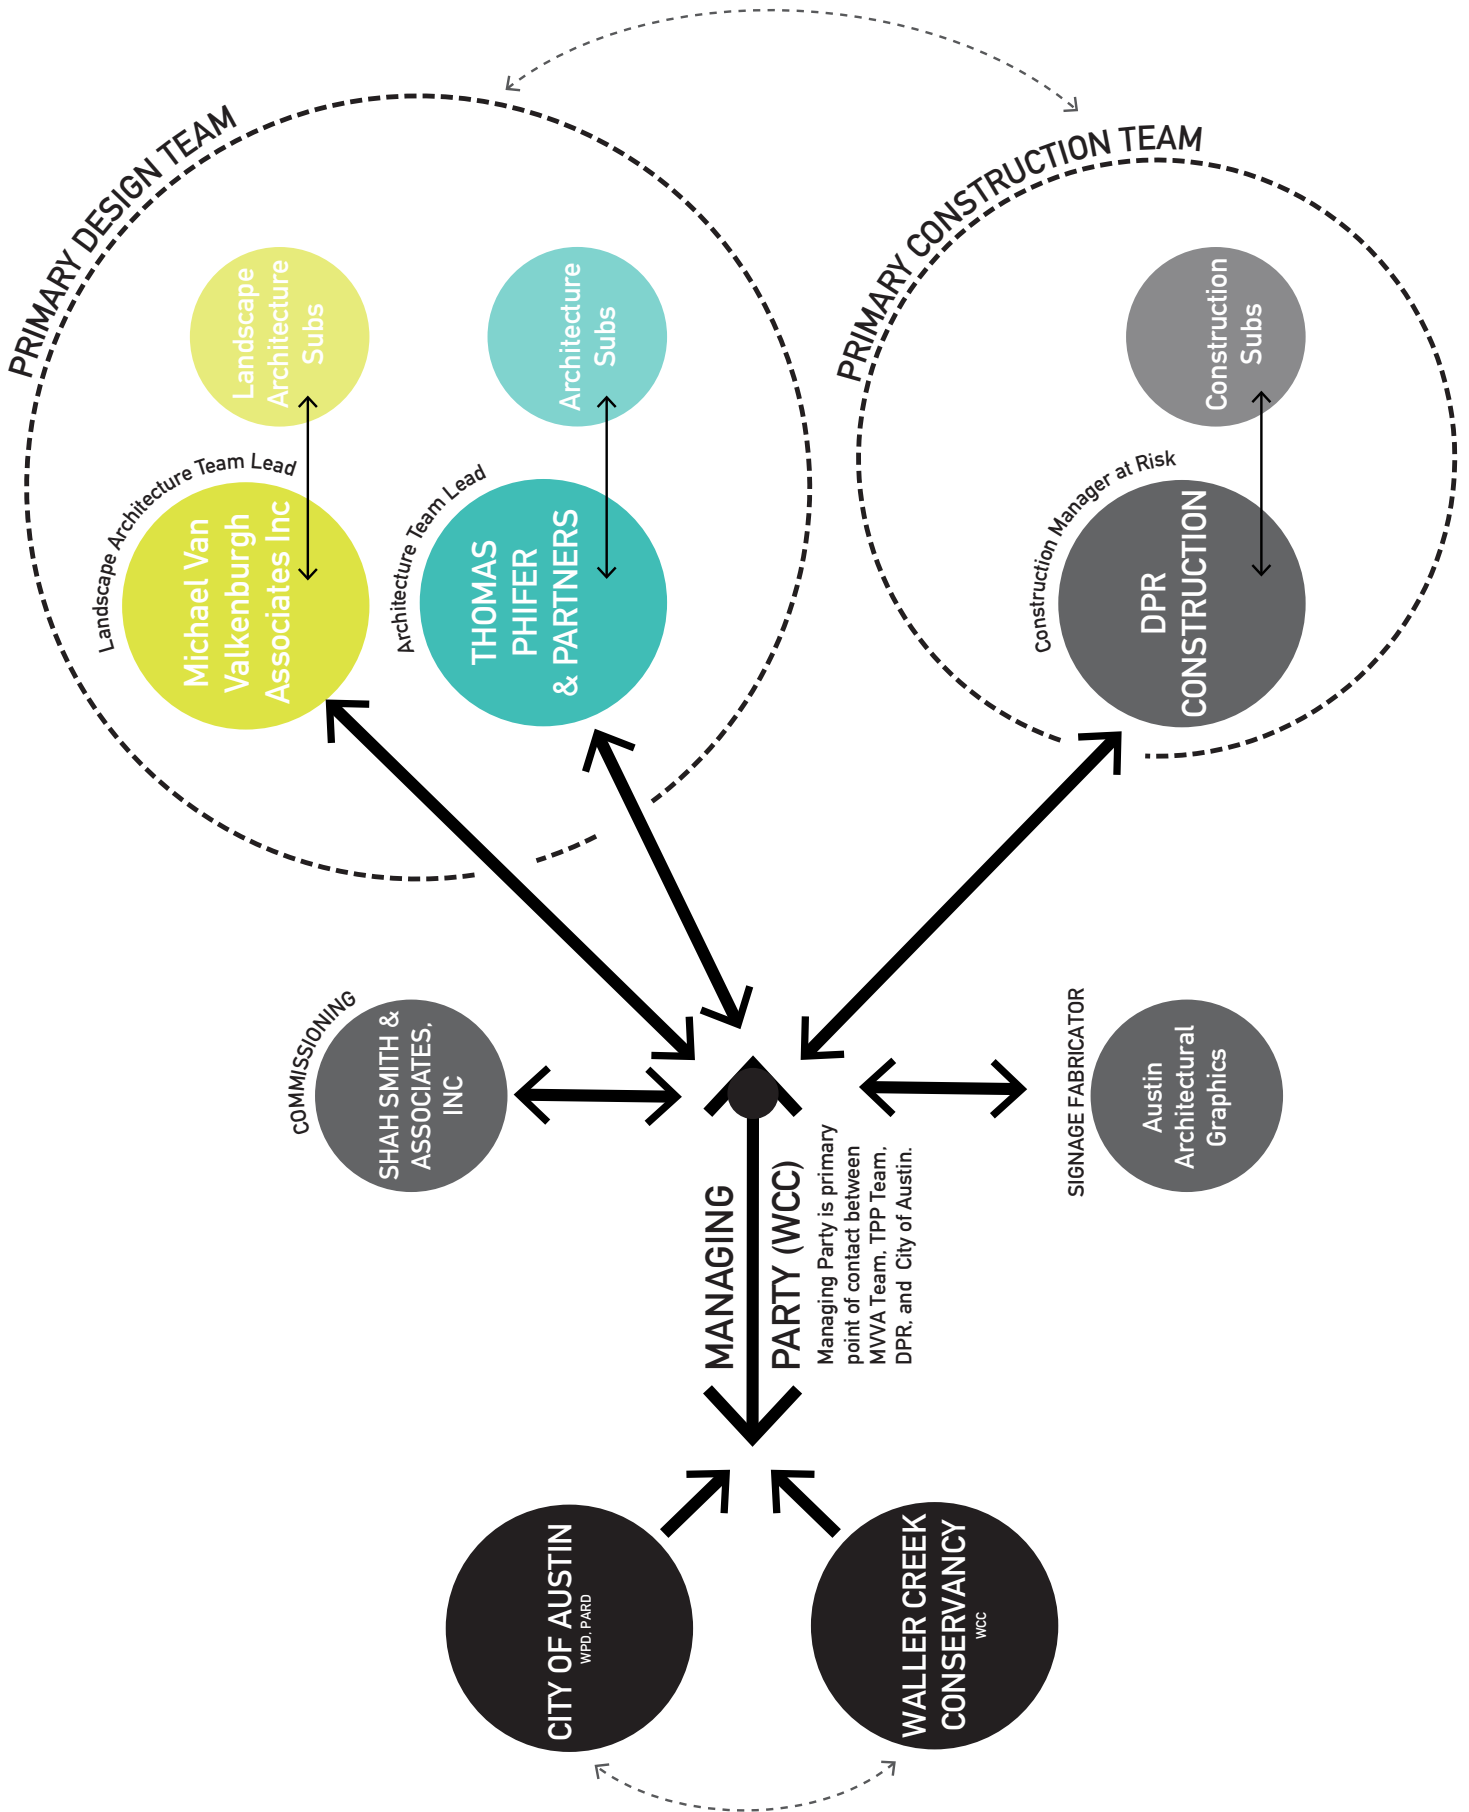 CITY OF AUSTIN
WPD, PARD
WALLER CREEK
CONSERVANCY
WCC
MANAGING
PARTY (WCC)
Managing Party is primary
point of contact between
MVVA Team, TPP Team,
DPR, and City of Austin.
COMMISSIONING
SHAH SMITH &
ASSOCIATES,
INC
SIGNAGE FABRICATOR
Austin
Architectural
Graphics
PRIMARY DESIGN TEAM
Landscape Architecture Team Lead
Michael Van
Valkenburgh
Associates Inc
Landscape
Architecture
Subs
Architecture Team Lead
THOMAS
PHIFER
& PARTNERS
Architecture
Subs
PRIMARY CONSTRUCTION TEAM
Construction Manager at Risk
DPR
CONSTRUCTION
Construction
Subs